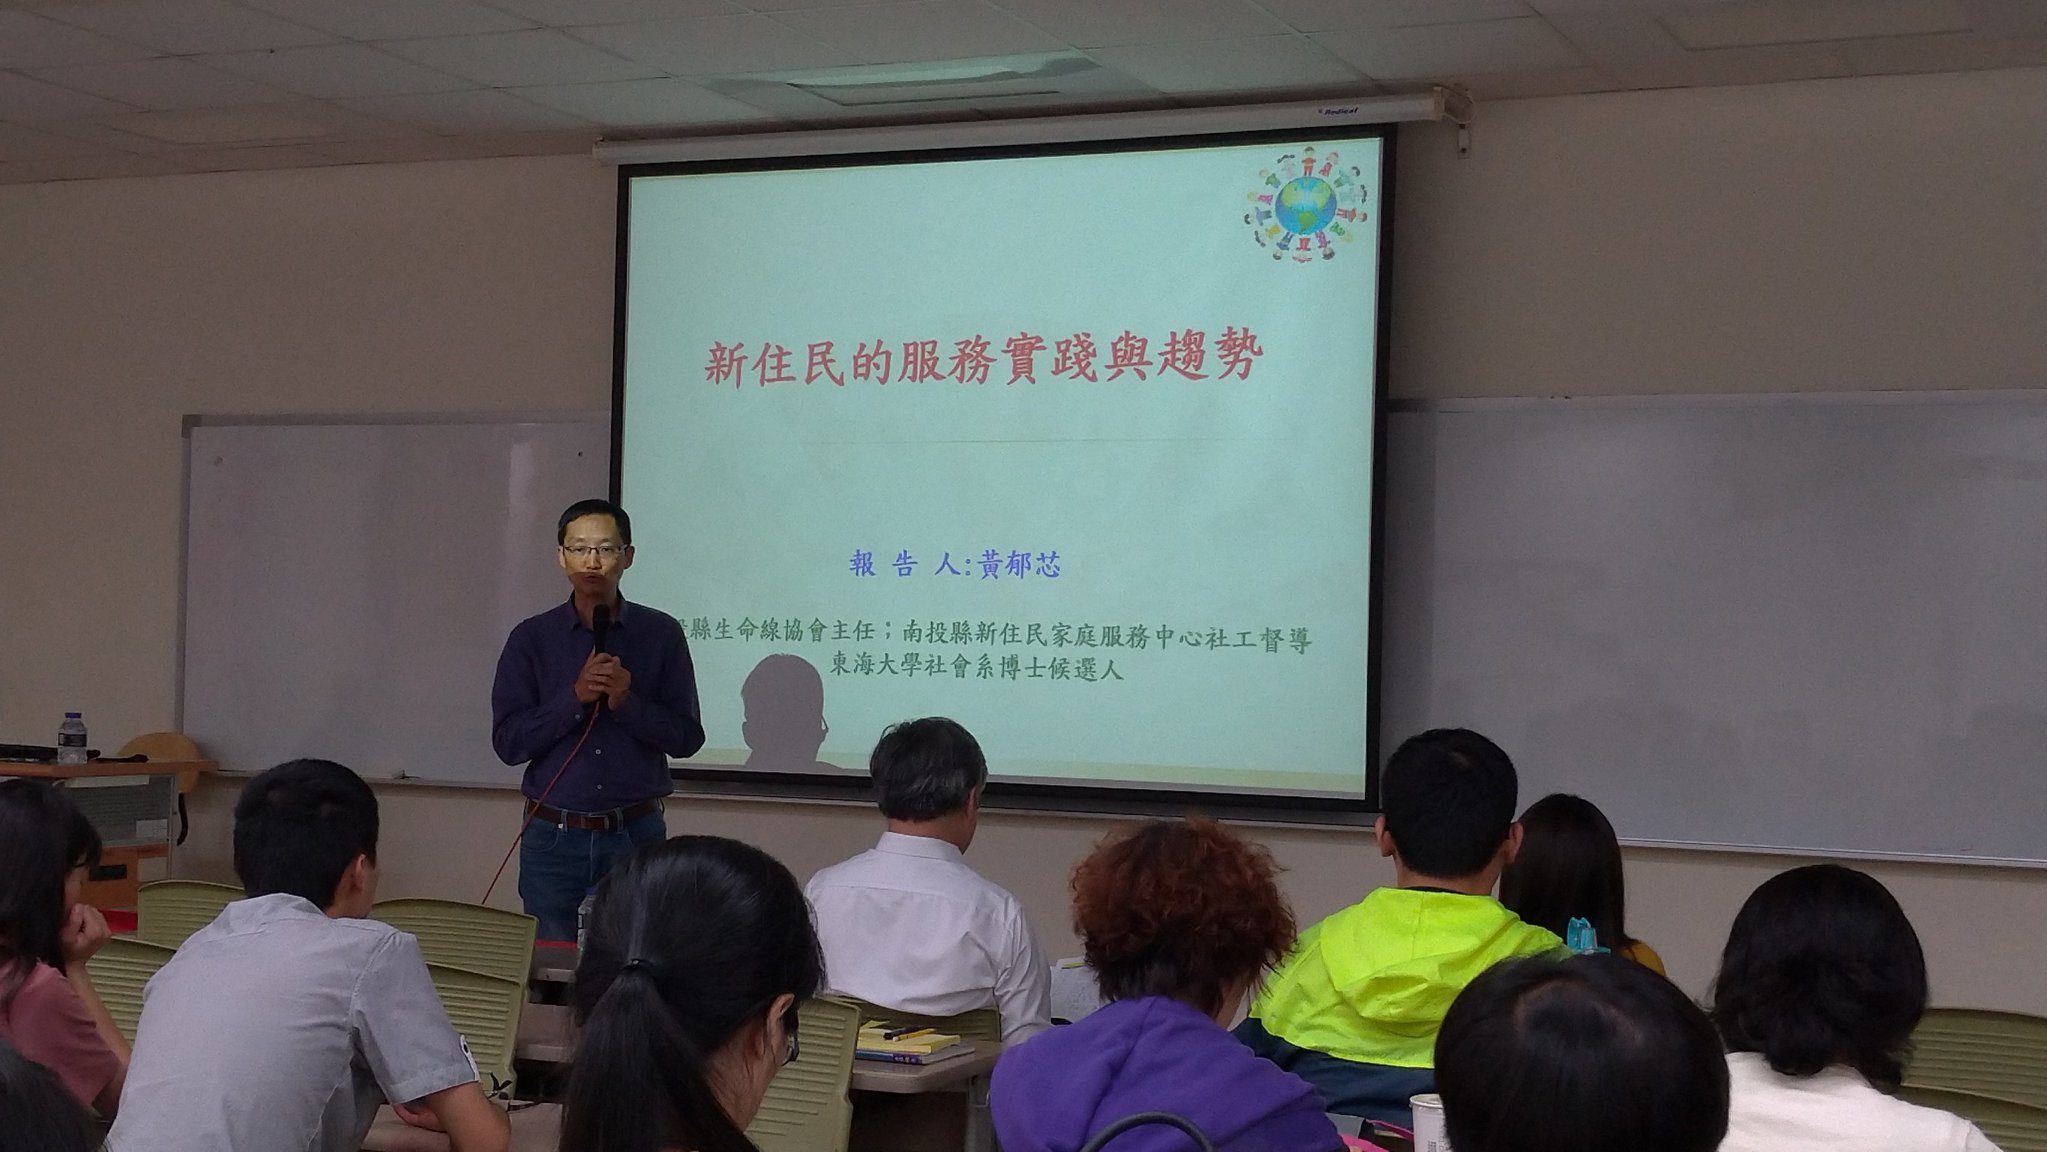 Redleaf
新住民的服務實踐與趨勢
報 告 人:黃郁芯
投縣生命線協會主任；南投縣新住民家庭服務中心社工督導
東海大學社會系博士候選人